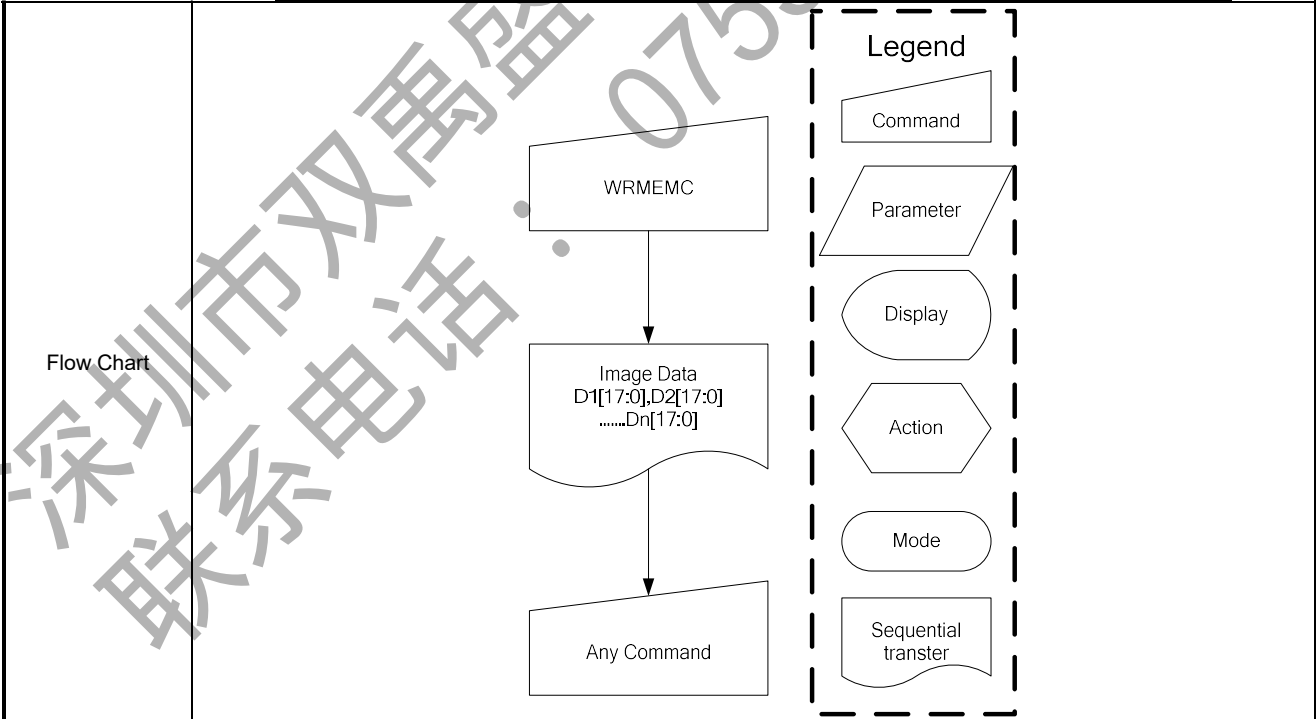 Flow Chart
WRMEMC
Image Data
D1[17:0],D2[17:0]
.......Dn[17:0]
Any Command
Legend
Command
Parameter
Display
Action
Mode
Sequential
transter
深圳市双禹盛
联系电话：075